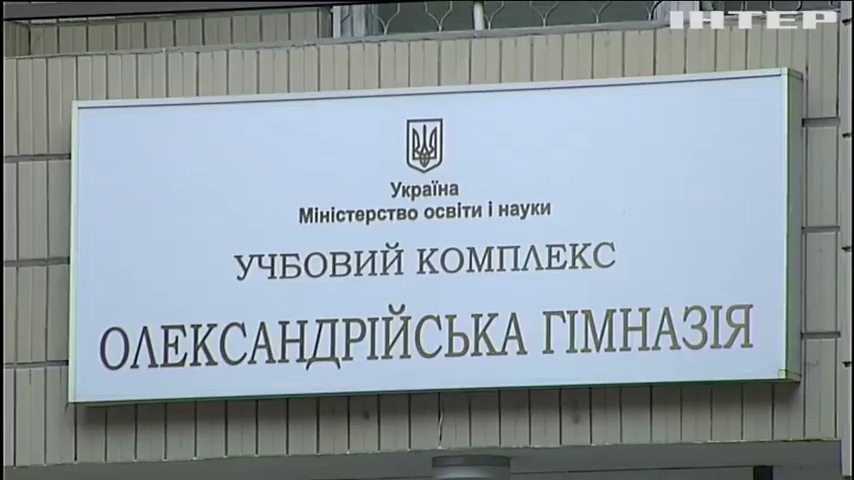 ІНТЕР
Україна
Міністерство освіти і науки
УЧБОВИЙ КОМПЛЕКС
ОЛЕКСАНДРІЙСЬКА ГІМНАЗІЯ